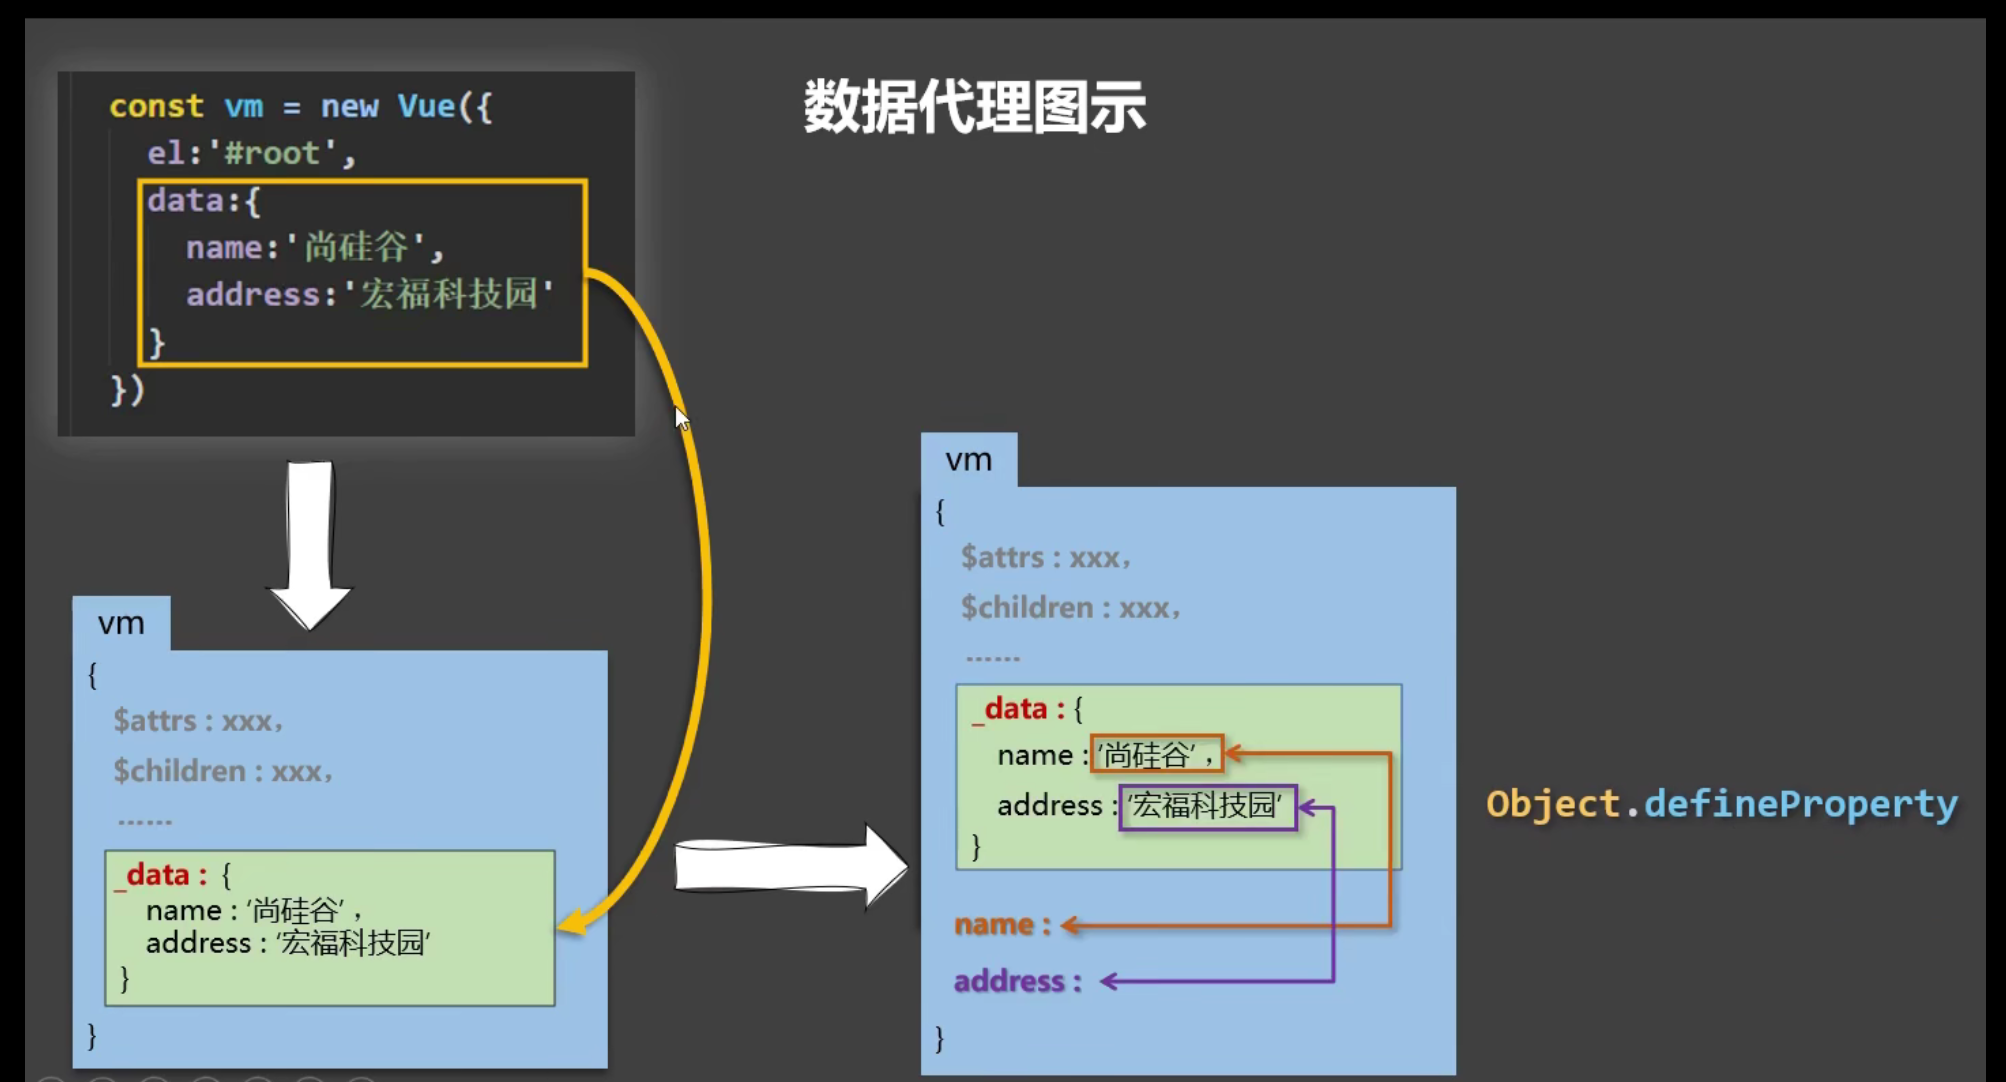 数据代理图示
const vm = new Vue({
el:'#root',
data:{
name:'尚硅谷',
address:'宏福科技园'
}
})
vm
{
$attrs : xxx，
$children : xxx，
......
_data : {
name : '尚硅谷' ，
address : '宏福科技园'
}
}
vm
{
$attrs : xxx，
$children : xxx，
......
_data : {
name : '尚硅谷' ，
address : '宏福科技园'
}
name :
address :
}
Object.defineProperty